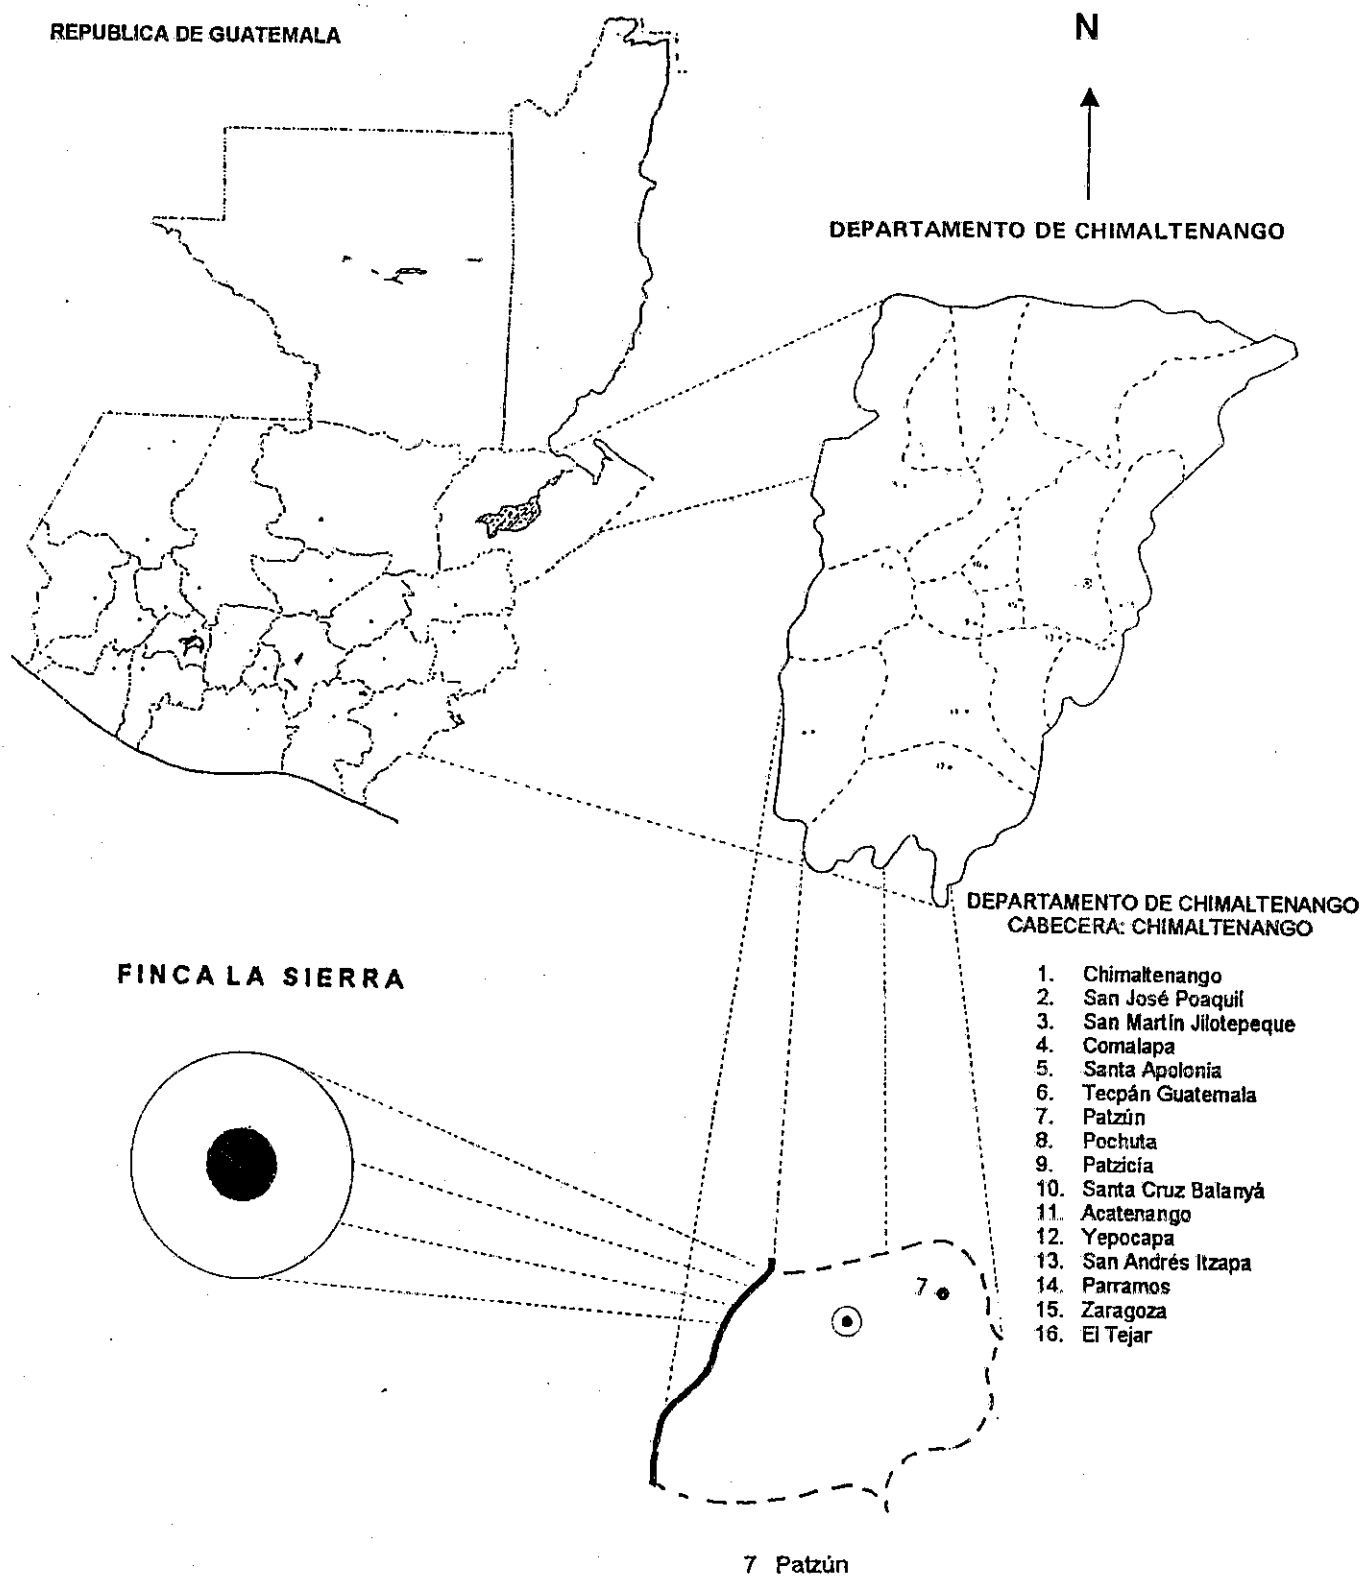 REPUBLICA DE GUATEMALA
N
DEPARTAMENTO DE CHIMALTENANGO
DEPARTAMENTO DE CHIMALTENANGO
CABECERA: CHIMALTENANGO
1. Chimaltenango
2. San José Poaquil
3. San Martín Jilotepeque
4. Comalapa
5. Santa Apolonia
6. Tecpán Guatemala
7. Patzún
8. Pochuta
9. Patzicía
10. Santa Cruz Balanyá
11. Acatenango
12. Yepocapa
13. San Andrés Itzapa
14. Parramos
15. Zaragoza
16. El Tejar
FINCA LA SIERRA
7
7 Patzún